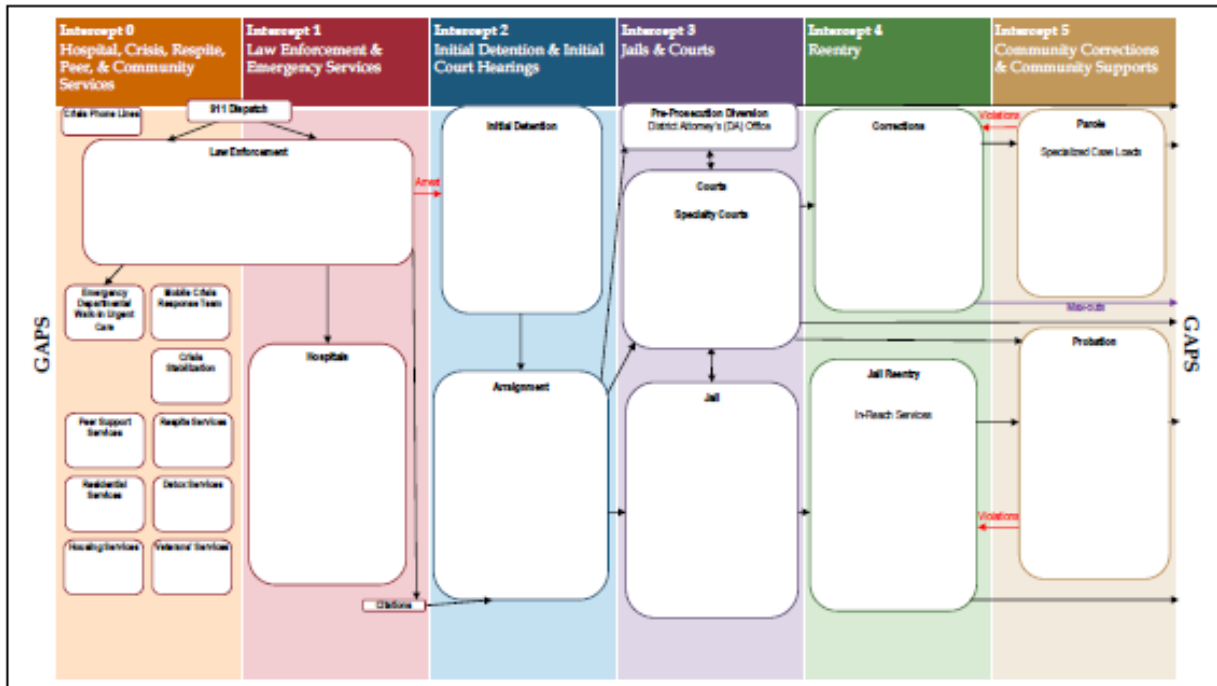 Intercept 0
Hospital, Crisis, Respite,
Peer, & Community
Services
Intercept 1
Law Enforcement &
Emergency Services
Intercept 2
Initial Detention & Initial
Court Hearings
Intercept 3
Jails & Courts
Intercept 4
Reentry
Intercept 5
Community Corrections
& Community Supports
GAPS
Crisis Phone Lines
911 Dispatch
Law Enforcement
Arrest
Emergency
Departmental
Walk-in Urgent
Care
Mobile Crisis
Response Team
Crisis
Stabilization
Peer Support
Services
Respite Services
Residential
Services
Detox Services
Housing Services
Veterans' Services
Hospitals
Citations
Initial Detention
Arraignment
Pre-Prosecution Diversion
District Attorney's (DA) Office
Courts
Specialty Courts
Jail
Corrections
Jail Reentry
In-Reach Services
Violations
Parole
Specialized Case Loads
Max-outs
Probation
Violations
GAPS